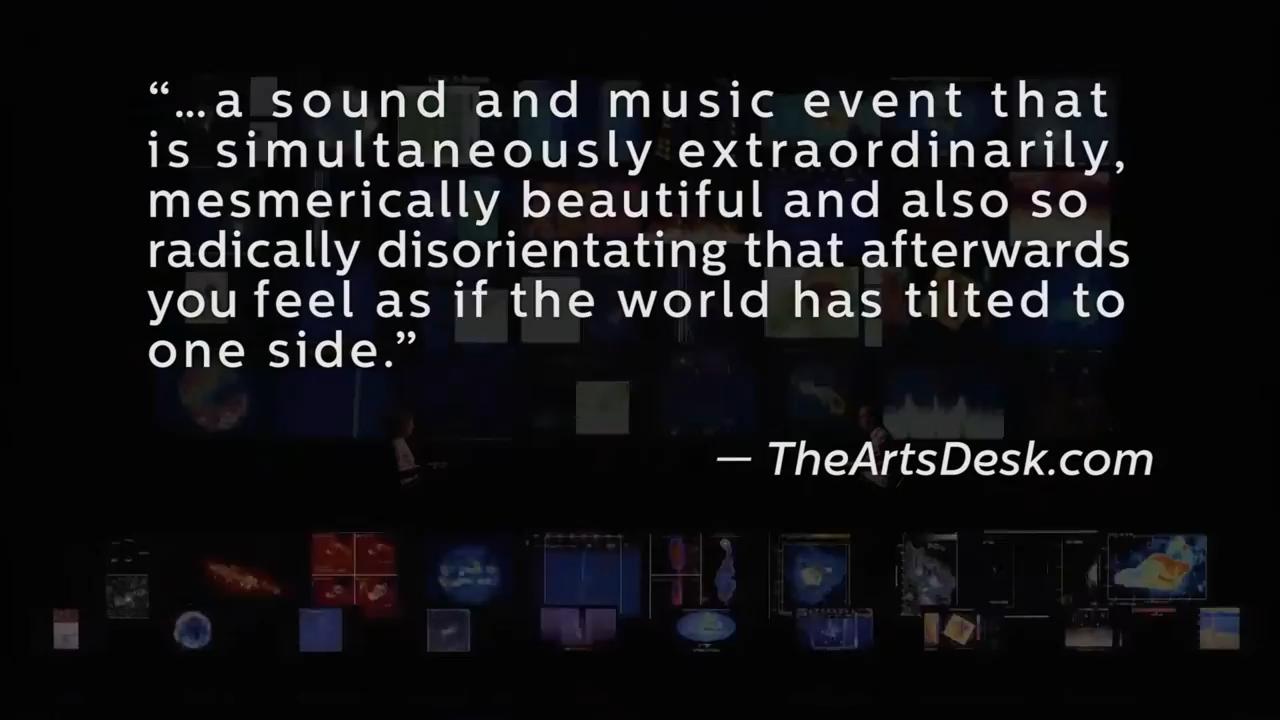 “…a sound and music event that
is simultaneously extraordinarily,
mesmerically beautiful and also so
radically disorientating that afterwards
you feel as if the world has tilted to
one side.”
— TheArtsDesk.com